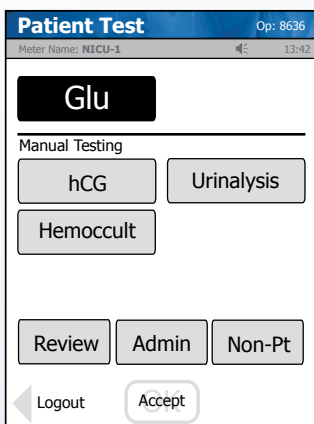 Patient Test Op: 8636
Meter Name: NICU-1 13:42
Glu
Manual Testing
hCG Urinalysis
Hemoccult
Review Admin Non-Pt
Logout Accept OK